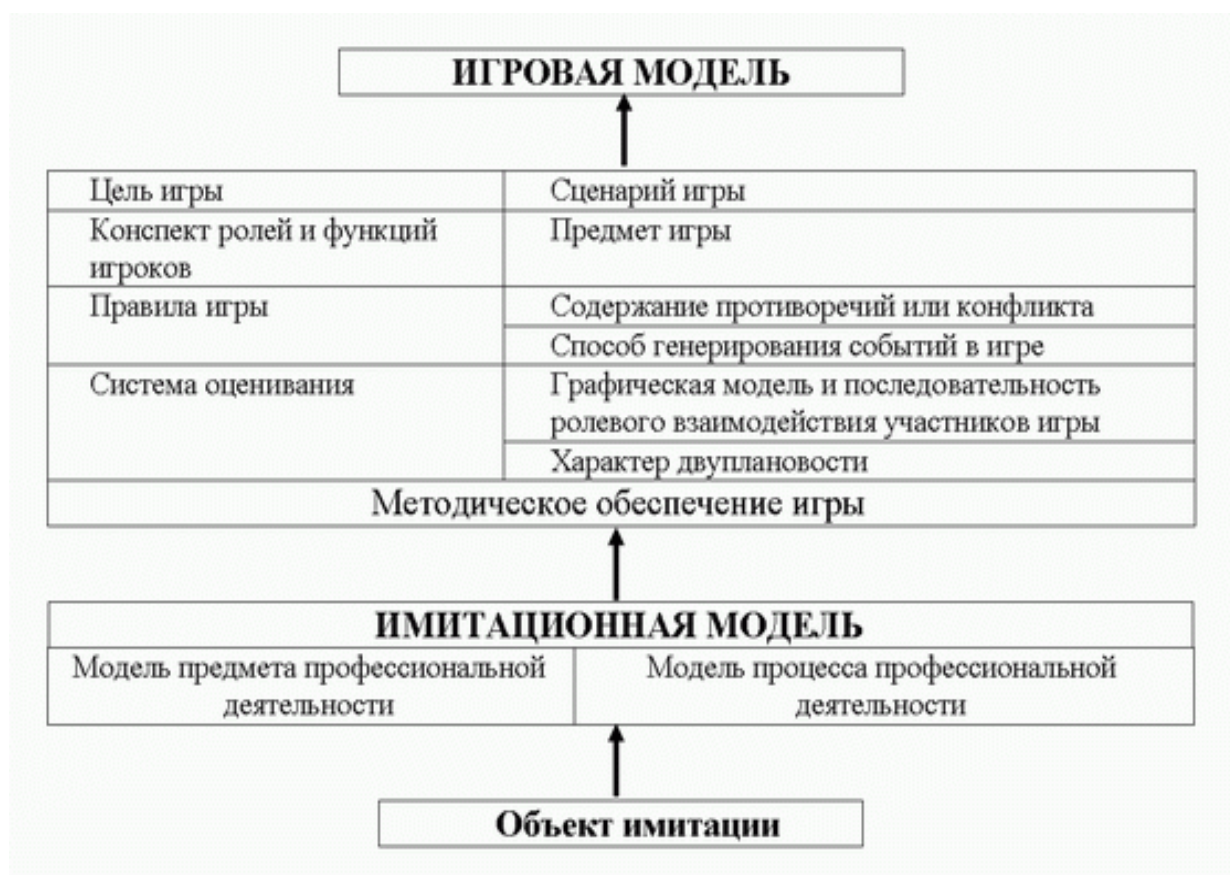 ИГРОВАЯ МОДЕЛЬ
Цель игры
Сценарий игры
Конспект ролей и функций
игроков
Предмет игры
Правила игры
Содержание противоречий или конфликта
Способ генерирования событий в игре
Система оценивания
Графическая модель и последовательность
ролевого взаимодействия участников игры
Характер двуплановости
Методическое обеспечение игры
ИМИТАЦИОННАЯ МОДЕЛЬ
Модель предмета профессиональной
деятельности
Модель процесса профессиональной
деятельности
Объект имитации